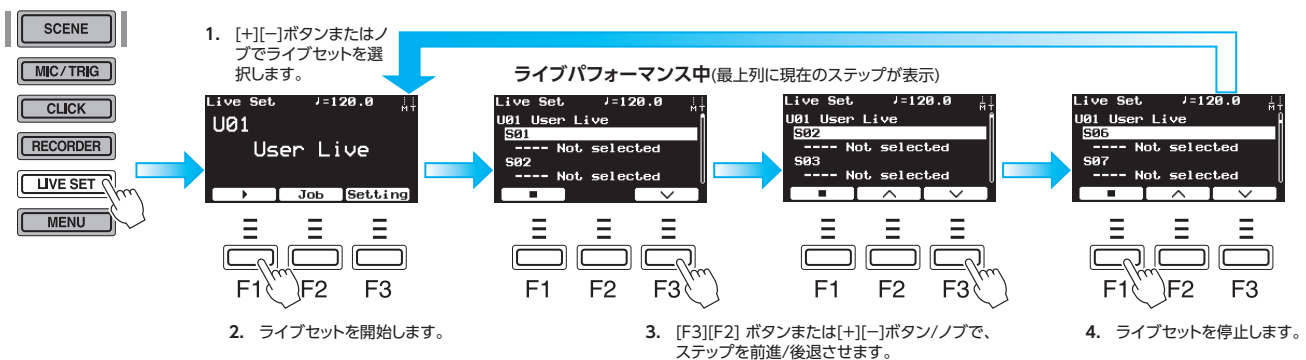 SCENE
MIC/TRIG
CLICK
RECORDER
LIVE SET
MENU
1. [+][−]ボタンまたはノ
ブでライブセットを選
択します。
ライブパフォーマンス中(最上列に現在のステップが表示)
Live Set ♩=120.0 M T
U01
User Live
▶ Job Setting
F1 F2 F3
2. ライブセットを開始します。
Live Set ♩=120.0 M T
U01 User Live
S01
---- Not selected
S02
---- Not selected
■ ∨
F1 F2 F3
Live Set ♩=120.0 M T
U01 User Live
S02
---- Not selected
S03
---- Not selected
■ ∧ ∨
F1 F2 F3
3. [F3][F2] ボタンまたは[+][−]ボタン/ノブで、
ステップを前進/後退させます。
Live Set ♩=120.0 M T
U01 User Live
S06
---- Not selected
S07
---- Not selected
■ ∧ ∨
F1 F2 F3
4. ライブセットを停止します。